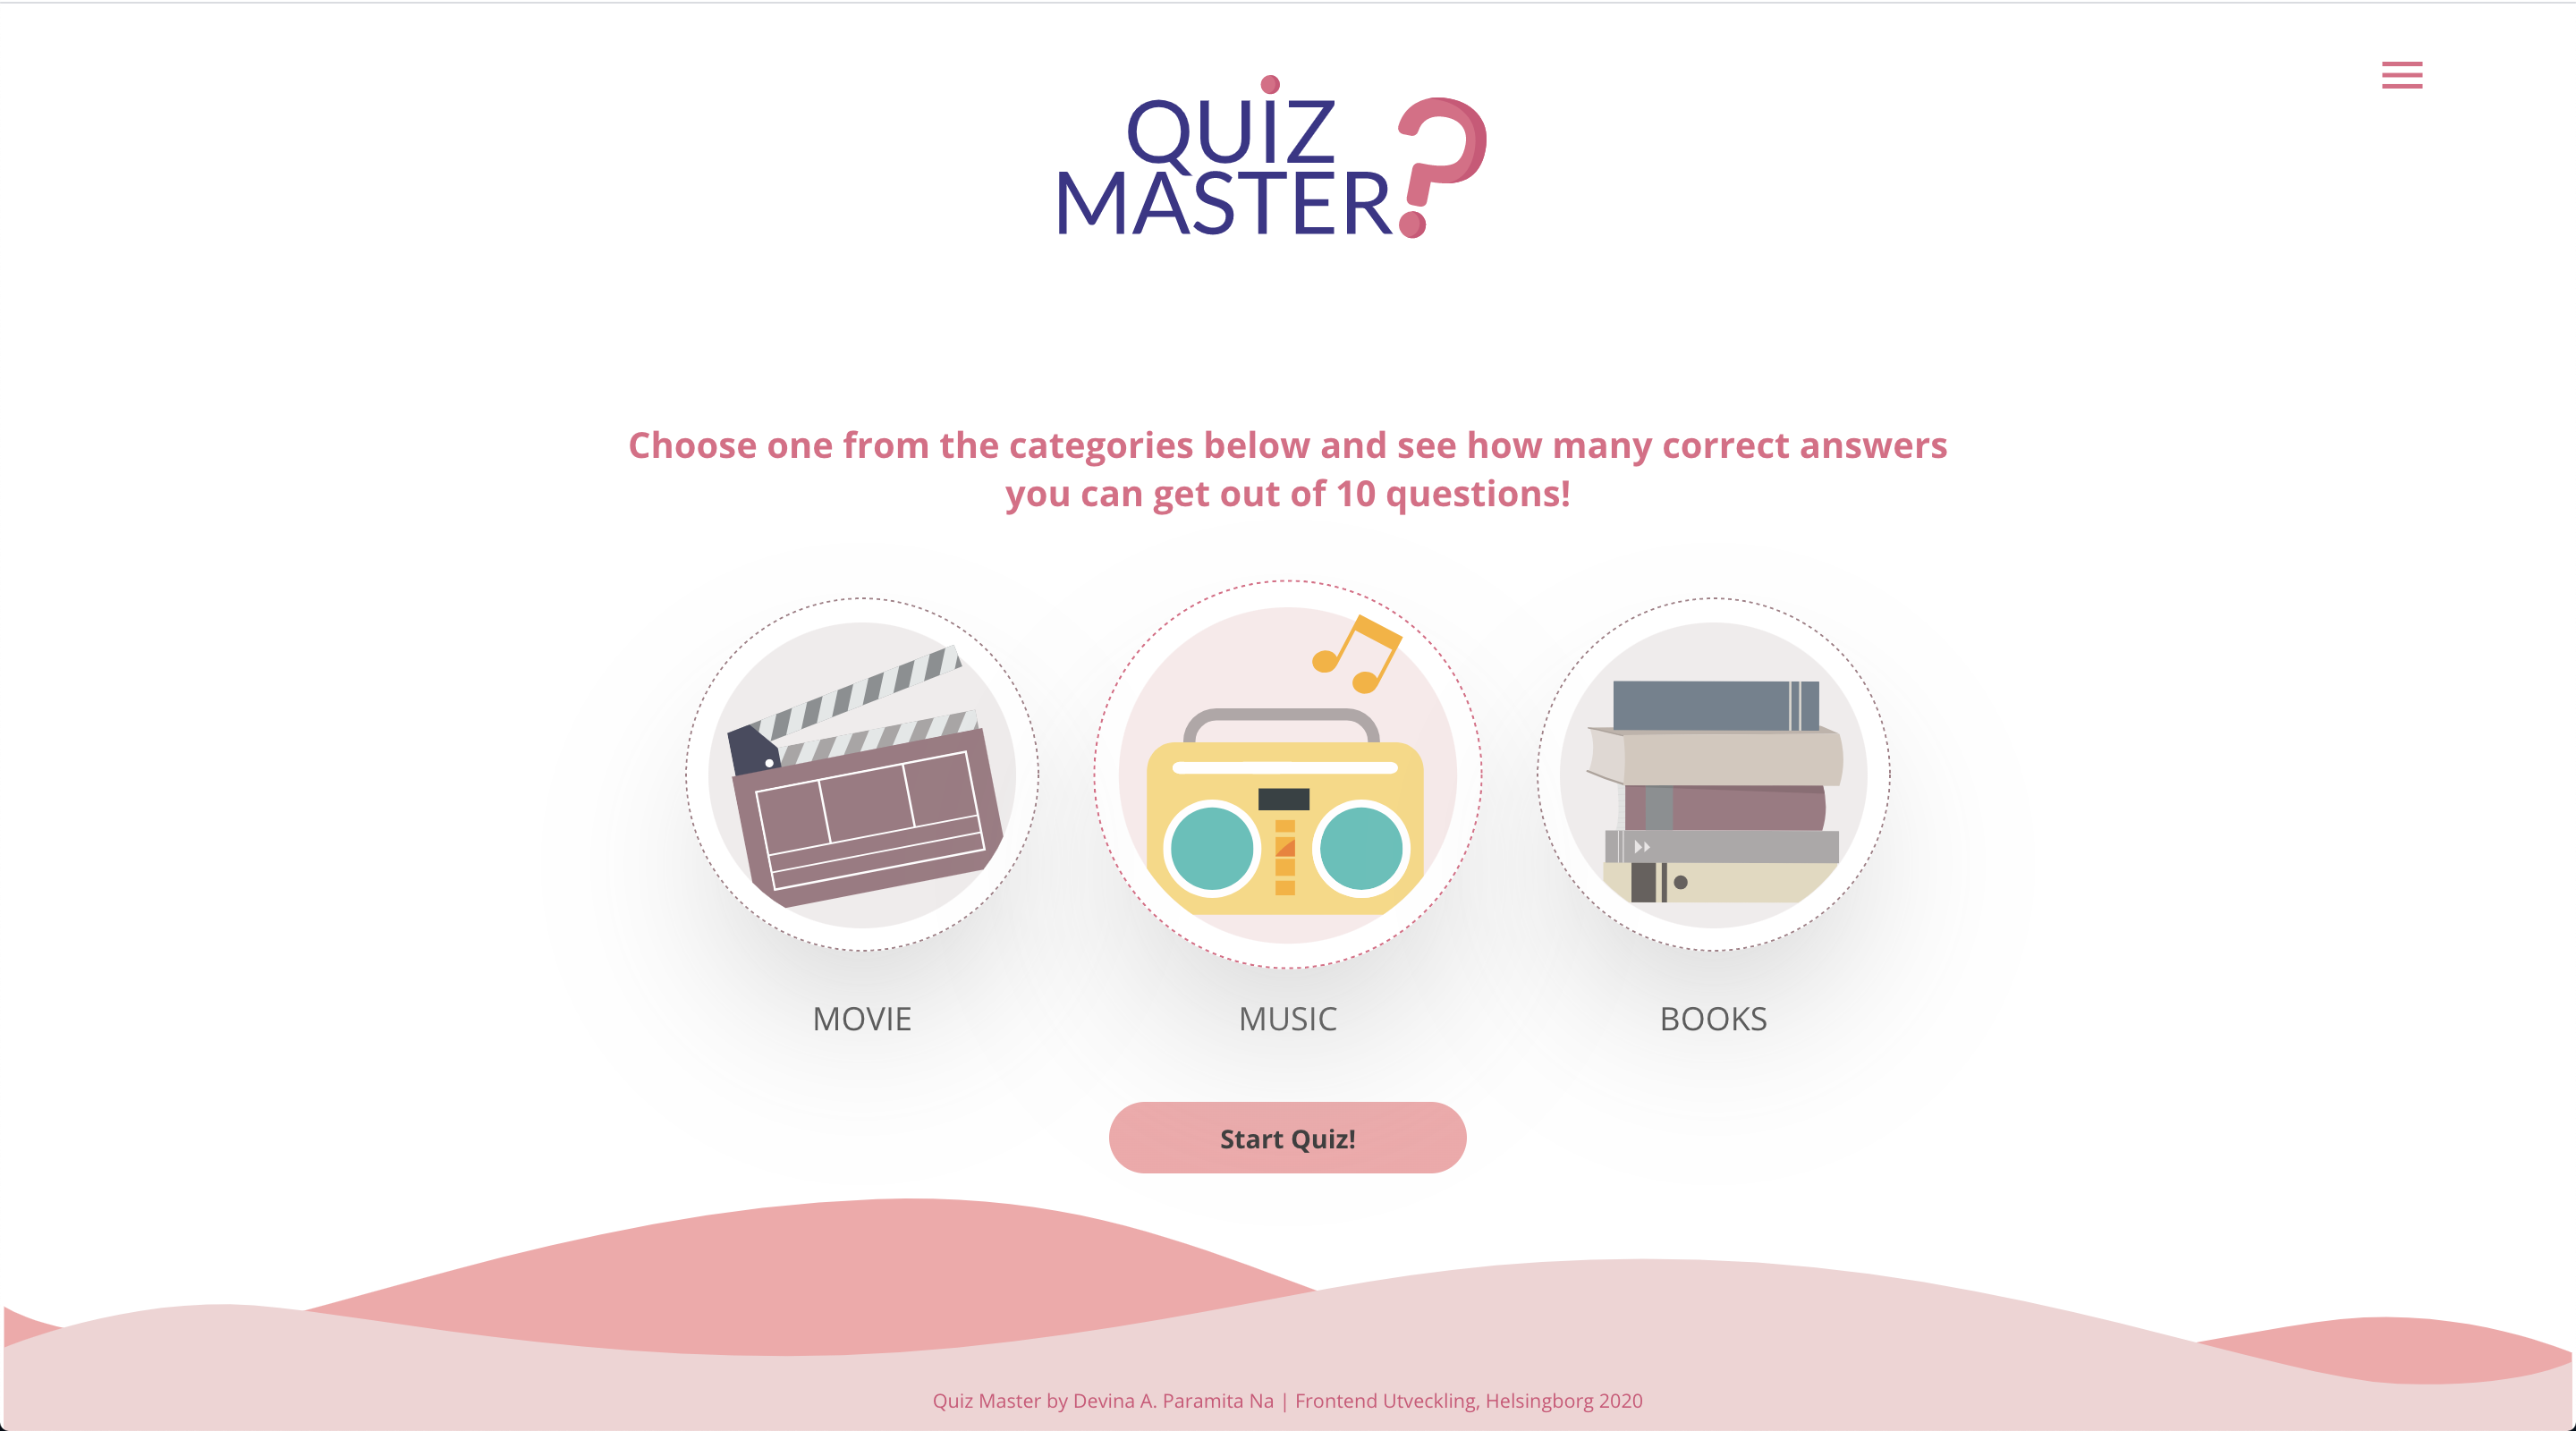 QUIZ
MASTER?
Choose one from the categories below and see how many correct answers
you can get out of 10 questions!
MOVIE
MUSIC
BOOKS
Start Quiz!
Quiz Master by Devina A. Paramita Na | Frontend Utveckling, Helsingborg 2020